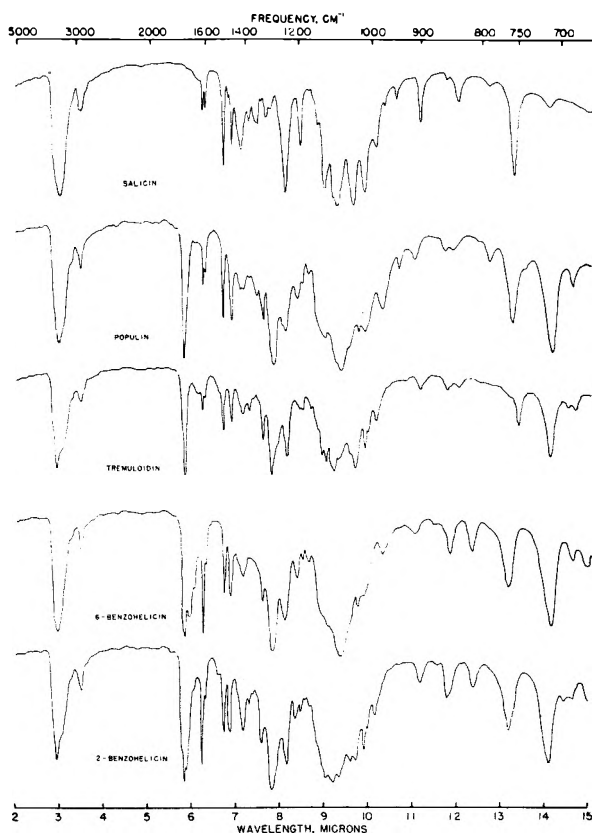 FREQUENCY, CM⁻¹
5000 3000 2000 1600 1400 1200 1000 900 800 750 700
SALICIN
POPULIN
TREMULOIDIN
6-BENZOHELICIN
2-BENZOHELICIN
2 3 4 5 6 7 8 9 10 11 12 13 14 15
WAVELENGTH, MICRONS